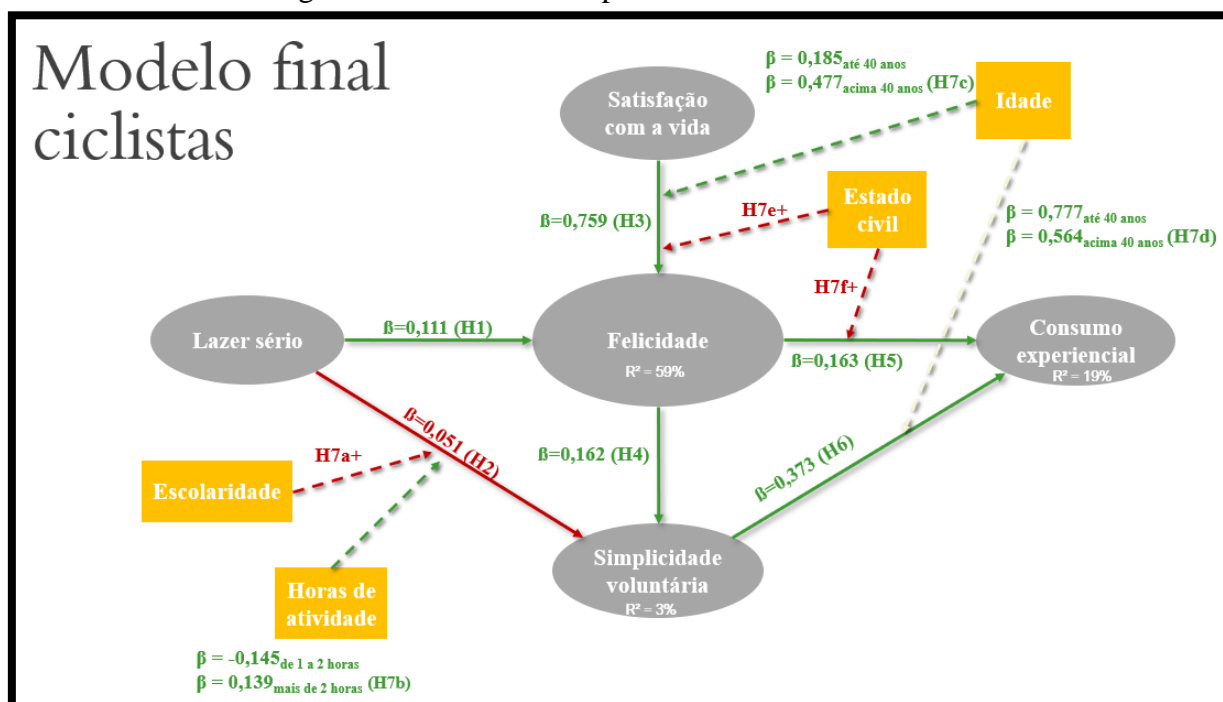 Modelo final
ciclistas
β = 0,185até 40 anos
β = 0,477acima 40 anos (H7c)
Idade
Satisfação
com a vida
Estado
civil
H7e+
ß=0,759 (H3)
β = 0,777até 40 anos
β = 0,564acima 40 anos (H7d)
H7f+
Lazer sério
ß=0,111 (H1)
Felicidade
R² = 59%
ß=0,163 (H5)
Consumo
experiencial
R² = 19%
ß=0,051 (H2)
H7a+
Escolaridade
ß=0,162 (H4)
ß=0,373 (H6)
Simplicidade
voluntária
R² = 3%
Horas de
atividade
β = -0,145de 1 a 2 horas
β = 0,139mais de 2 horas (H7b)